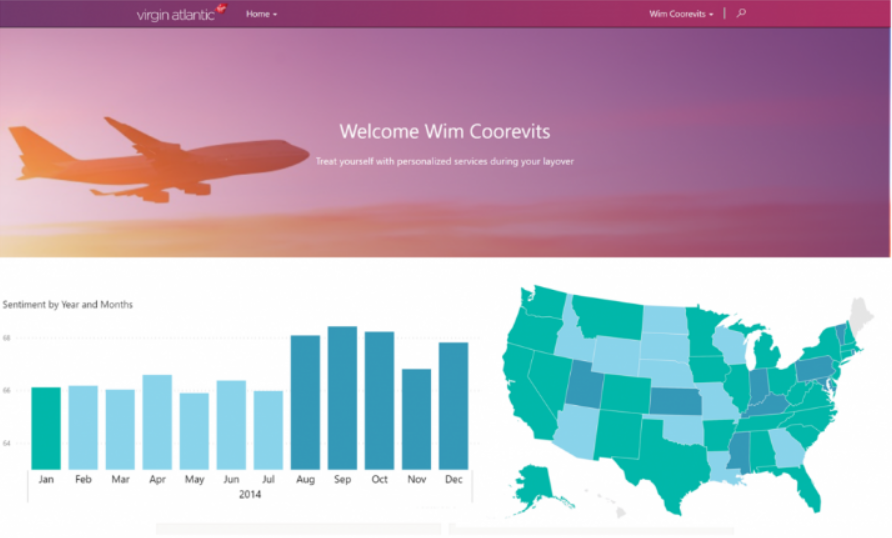 virgin atlantic
Home
Wim Coorevits
Welcome Wim Coorevits
Treat yourself with personalized services during your layover
Sentiment by Year and Months
68
66
64
Jan Feb Mar Apr May Jun Jul Aug Sep Oct Nov Dec
2014